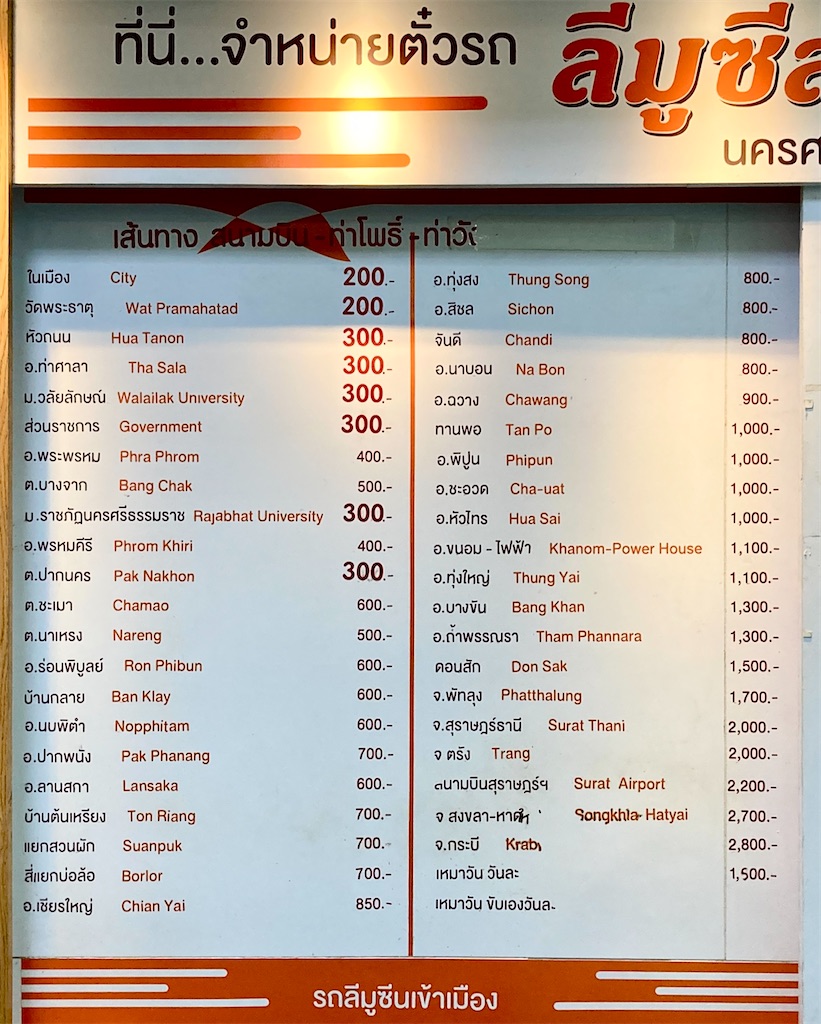 ที่นี่...จำหน่ายตั๋วรถ
ลีมูซี
นคร
เส้นทาง สนามบิน - ท่าโพธิ์ - ท่าวัง
ในเมือง City 200.-
วัดพระธาตุ Wat Pramahatad 200.-
หัวถนน Hua Tanon 300.-
อ.ท่าศาลา Tha Sala 300.-
ม.วลัยลักษณ์ Walailak University 300.-
ส่วนราชการ Government 300.-
อ.พระพรหม Phra Phrom 400.-
ต.บางจาก Bang Chak 500.-
ม.ราชภัฏนครศรีธรรมราช Rajabhat University 300.-
อ.พรหมคีรี Phrom Khiri 400.-
ต.ปากนคร Pak Nakhon 300.-
ต.ชะเมา Chamao 600.-
ต.นาเหรง Nareng 500.-
อ.ร่อนพิบูลย์ Ron Phibun 600.-
บ้านกลาย Ban Klay 600.-
อ.นบพิตำ Nopphitam 600.-
อ.ปากพนัง Pak Phanang 700.-
อ.ลานสกา Lansaka 600.-
บ้านต้นเหรียง Ton Riang 700.-
แยกสวนผัก Suanpuk 700.-
สี่แยกบ่อล้อ Borlor 700.-
อ.เชียรใหญ่ Chian Yai 850.-
อ.ทุ่งสง Thung Song 800.-
อ.สิชล Sichon 800.-
จันดี Chandi 800.-
อ.นาบอน Na Bon 800.-
อ.ฉวาง Chawang 900.-
ทานพอ Tan Po 1,000.-
อ.พิปูน Phipun 1,000.-
อ.ชะอวด Cha-uat 1,000.-
อ.หัวไทร Hua Sai 1,000.-
อ.ขนอม - ไฟฟ้า Khanom-Power House 1,100.-
อ.ทุ่งใหญ่ Thung Yai 1,100.-
อ.บางขัน Bang Khan 1,300.-
อ.ถ้ำพรรณรา Tham Phannara 1,300.-
ดอนสัก Don Sak 1,500.-
จ.พัทลุง Phatthalung 1,700.-
จ.สุราษฎร์ธานี Surat Thani 2,000.-
จ ตรัง Trang 2,000.-
สนามบินสุราษฎร์ฯ Surat Airport 2,200.-
จ สงขลา-หาด Songkhla-Hatyai 2,700.-
จ.กระบี่ Krabi 2,800.-
เหมาวัน วันละ 1,500.-
เหมาวัน ขับเองวันละ
รถลีมูซีนเข้าเมือง